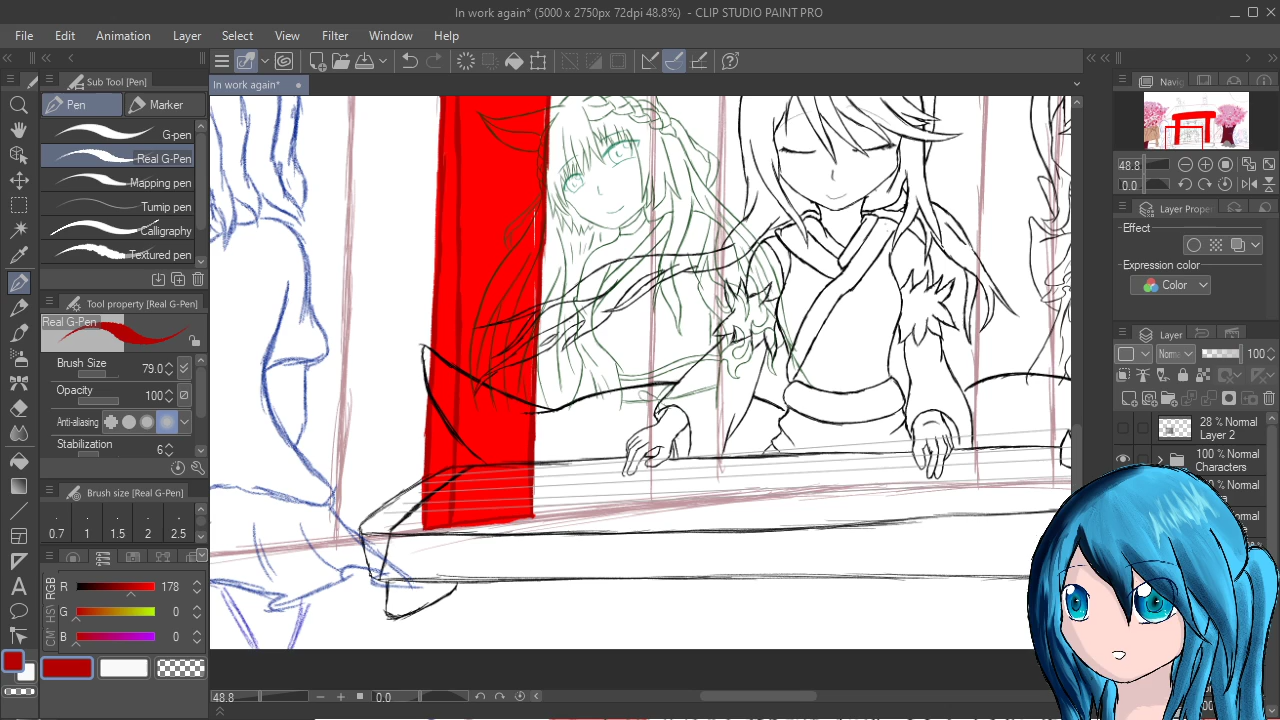 In work again* (5000 x 2750px 72dpi 48.8%) - CLIP STUDIO PAINT PRO
File Edit Animation Layer Select View Filter Window Help
In work again*
Sub Tool [Pen]
Pen Marker
G-pen
Real G-Pen
Mapping pen
Turnip pen
Calligraphy
Textured pen
Tool property [Real G-Pen]
Real G-Pen
Brush Size 79.0
Opacity 100
Anti-aliasing
Stabilization 6
Brush size [Real G-Pen]
0.7 1 1.5 2 2.5
RGB
R 178
G 0
B 0
48.8
0.0
Navig
48.8
0.0
Layer Proper
Effect
Expression color
Color
Layer
Norma 100
28 % Normal
Layer 2
100 % Normal
Characters